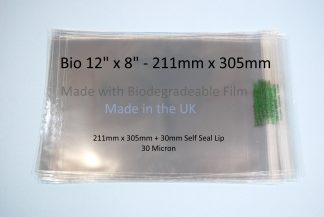 Bio 12" x 8" - 211mm x 305mm
Made with Biodegradeable Film
Made in the UK
211mm x 305mm + 30mm Self Seal Lip
30 Micron